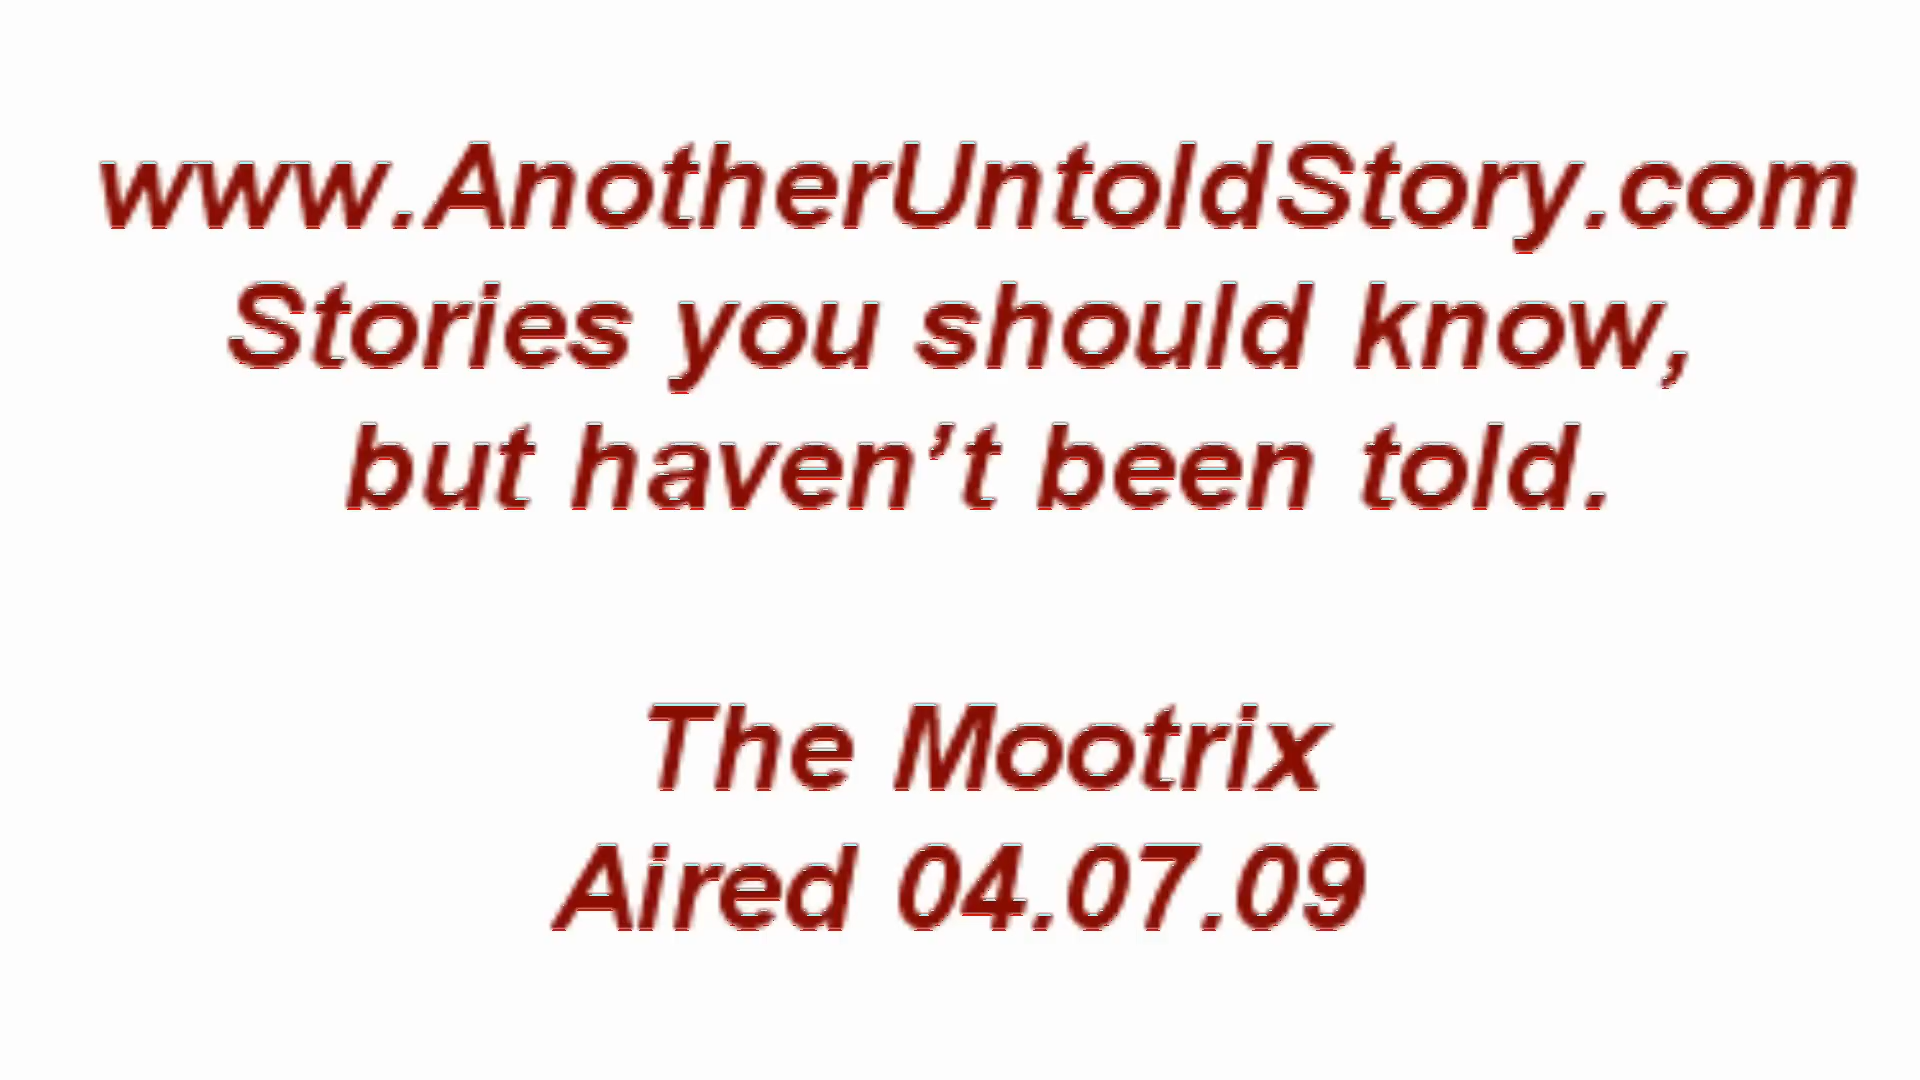 www.AnotherUntoldStory.com
Stories you should know,
but haven’t been told.
The Mootrix
Aired 04.07.09